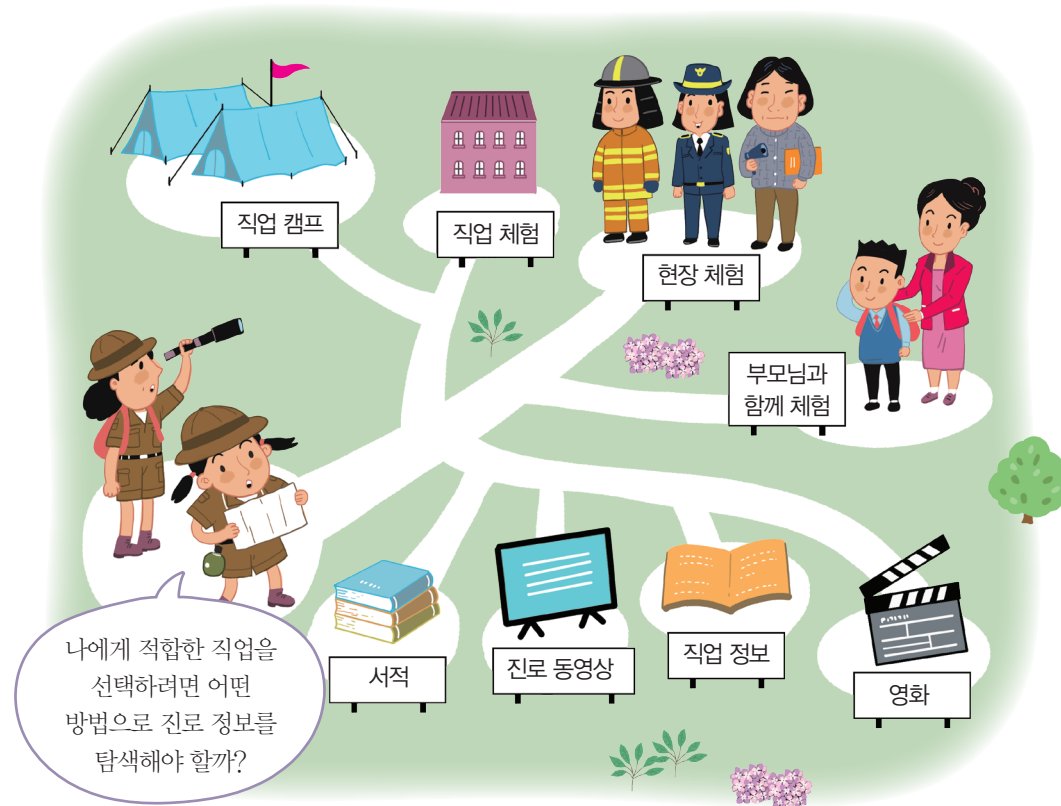 직업 캠프
직업 체험
현장 체험
부모님과
함께 체험
서적
진로 동영상
직업 정보
영화
나에게 적합한 직업을
선택하려면 어떤
방법으로 진로 정보를
탐색해야 할까?